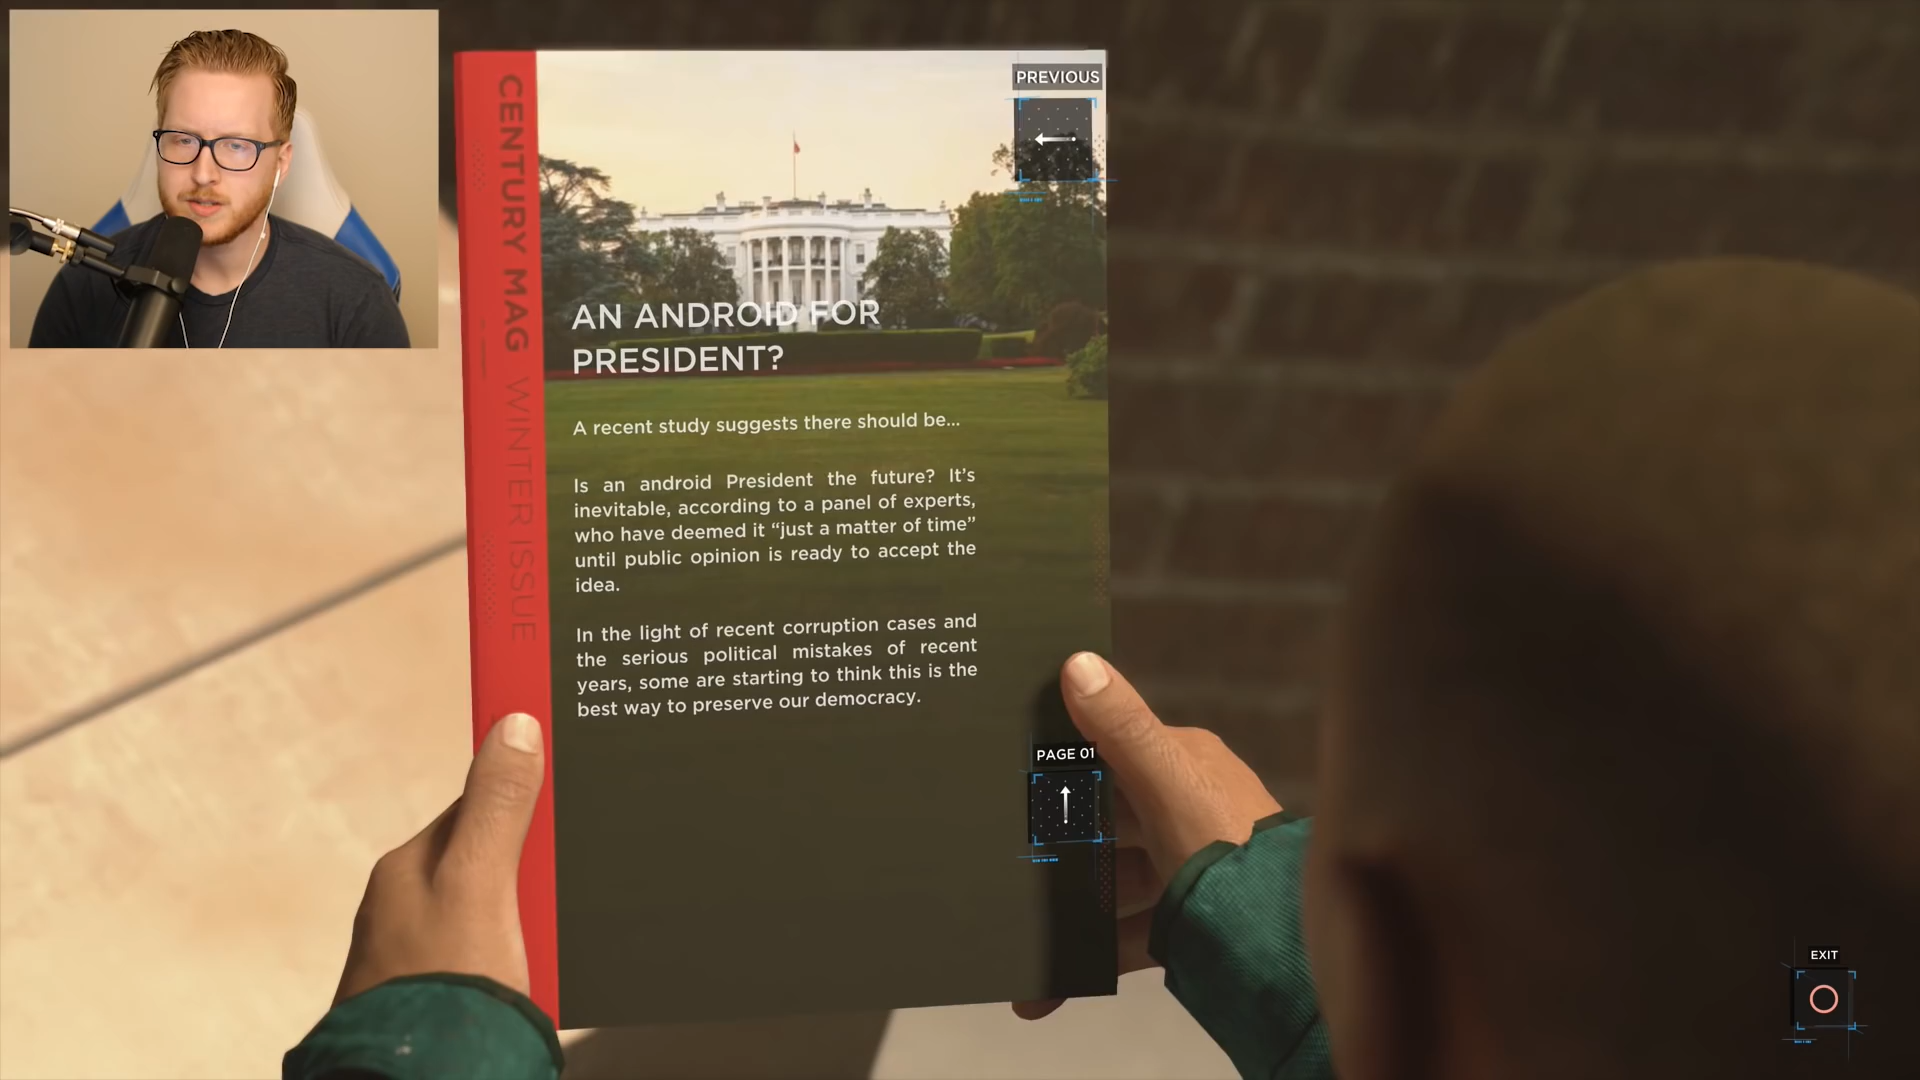 CENTURY MAG WINTER ISSUE
PREVIOUS
AN ANDROID FOR
PRESIDENT?
A recent study suggests there should be...
Is an android President the future? It's
inevitable, according to a panel of experts,
who have deemed it “just a matter of time”
until public opinion is ready to accept the
idea.
In the light of recent corruption cases and
the serious political mistakes of recent
years, some are starting to think this is the
best way to preserve our democracy.
PAGE 01
EXIT